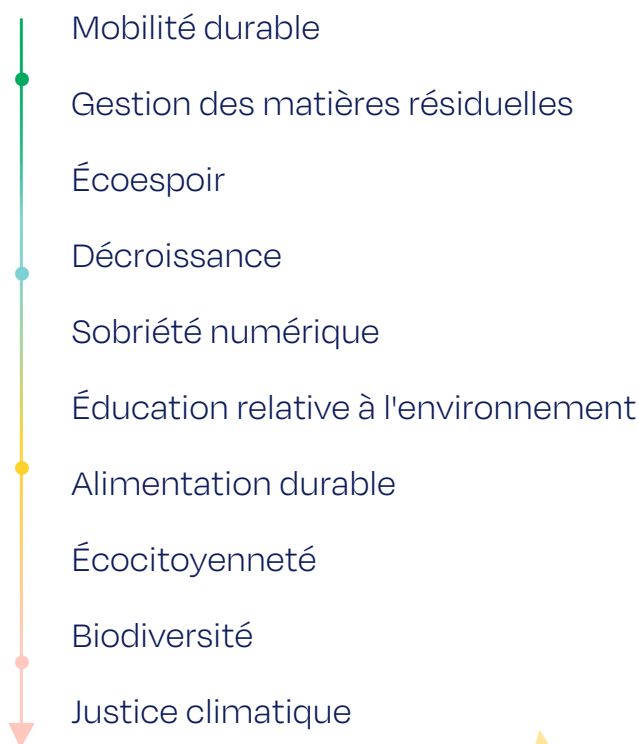 Mobilité durable
Gestion des matières résiduelles
Écoespoir
Décroissance
Sobriété numérique
Éducation relative à l'environnement
Alimentation durable
Écocitoyenneté
Biodiversité
Justice climatique